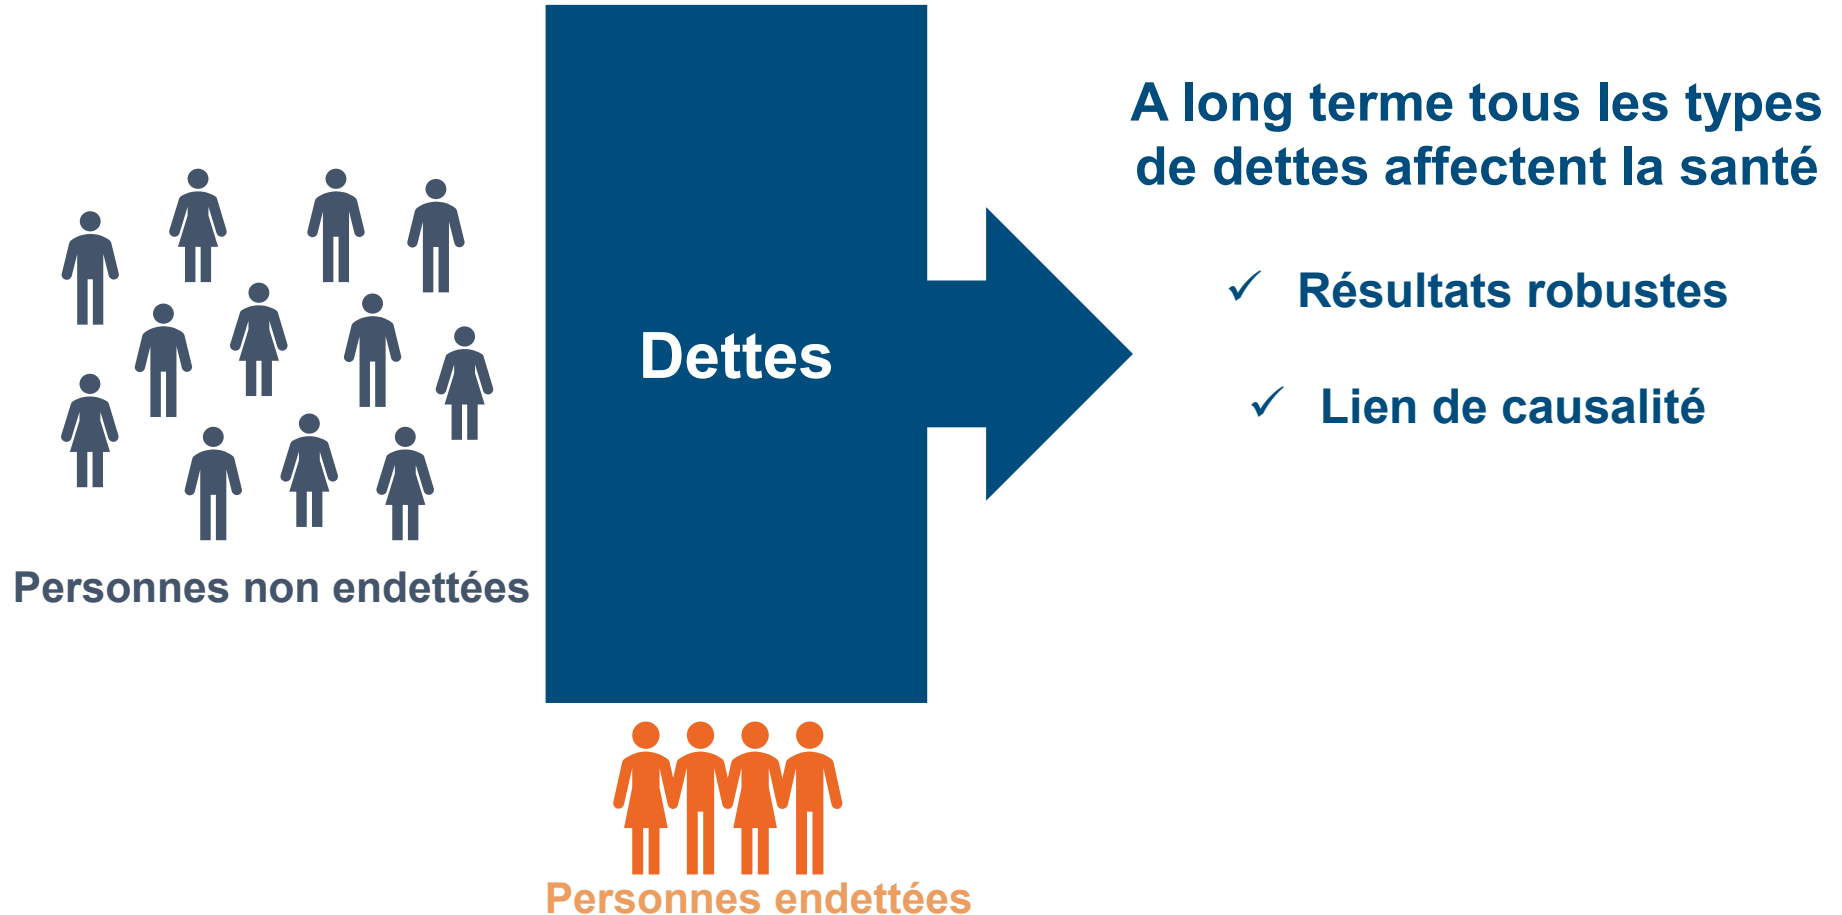 A long terme tous les types
de dettes affectent la santé
✓ Résultats robustes
Dettes
✓ Lien de causalité
Personnes non endettées
Personnes endettées